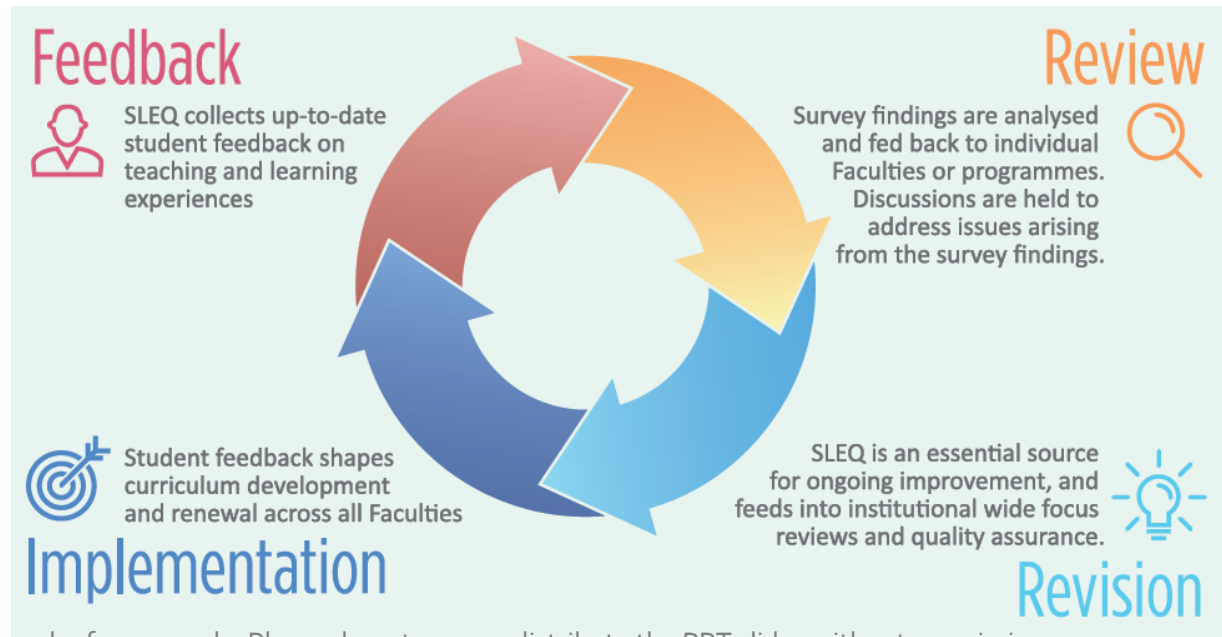 Feedback
SLEQ collects up-to-date
student feedback on
teaching and learning
experiences
Review
Survey findings are analysed
and fed back to individual
Faculties or programmes.
Discussions are held to
address issues arising
from the survey findings.
SLEQ is an essential source
for ongoing improvement, and
feeds into institutional wide focus
reviews and quality assurance.
Revision
Student feedback shapes
curriculum development
and renewal across all Faculties
Implementation